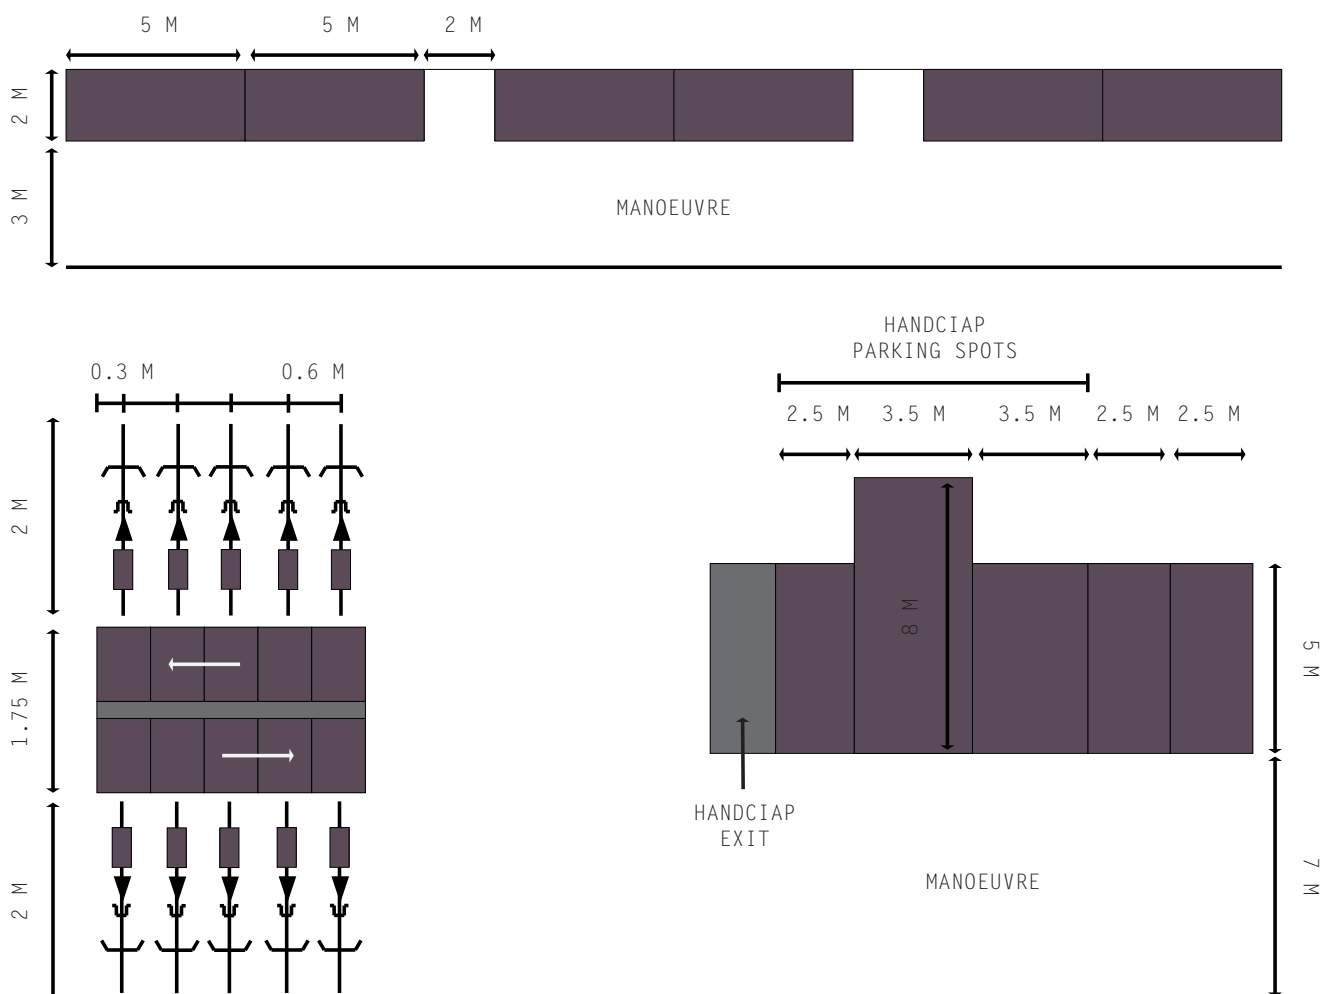 5 M
5 M
2 M
2 M
3 M
MANOEUVRE
HANDCIAP
PARKING SPOTS
0.3 M
0.6 M
2.5 M
3.5 M
3.5 M
2.5 M
2.5 M
2 M
8 M
5 M
1.75 M
HANDCIAP
EXIT
MANOEUVRE
7 M
2 M